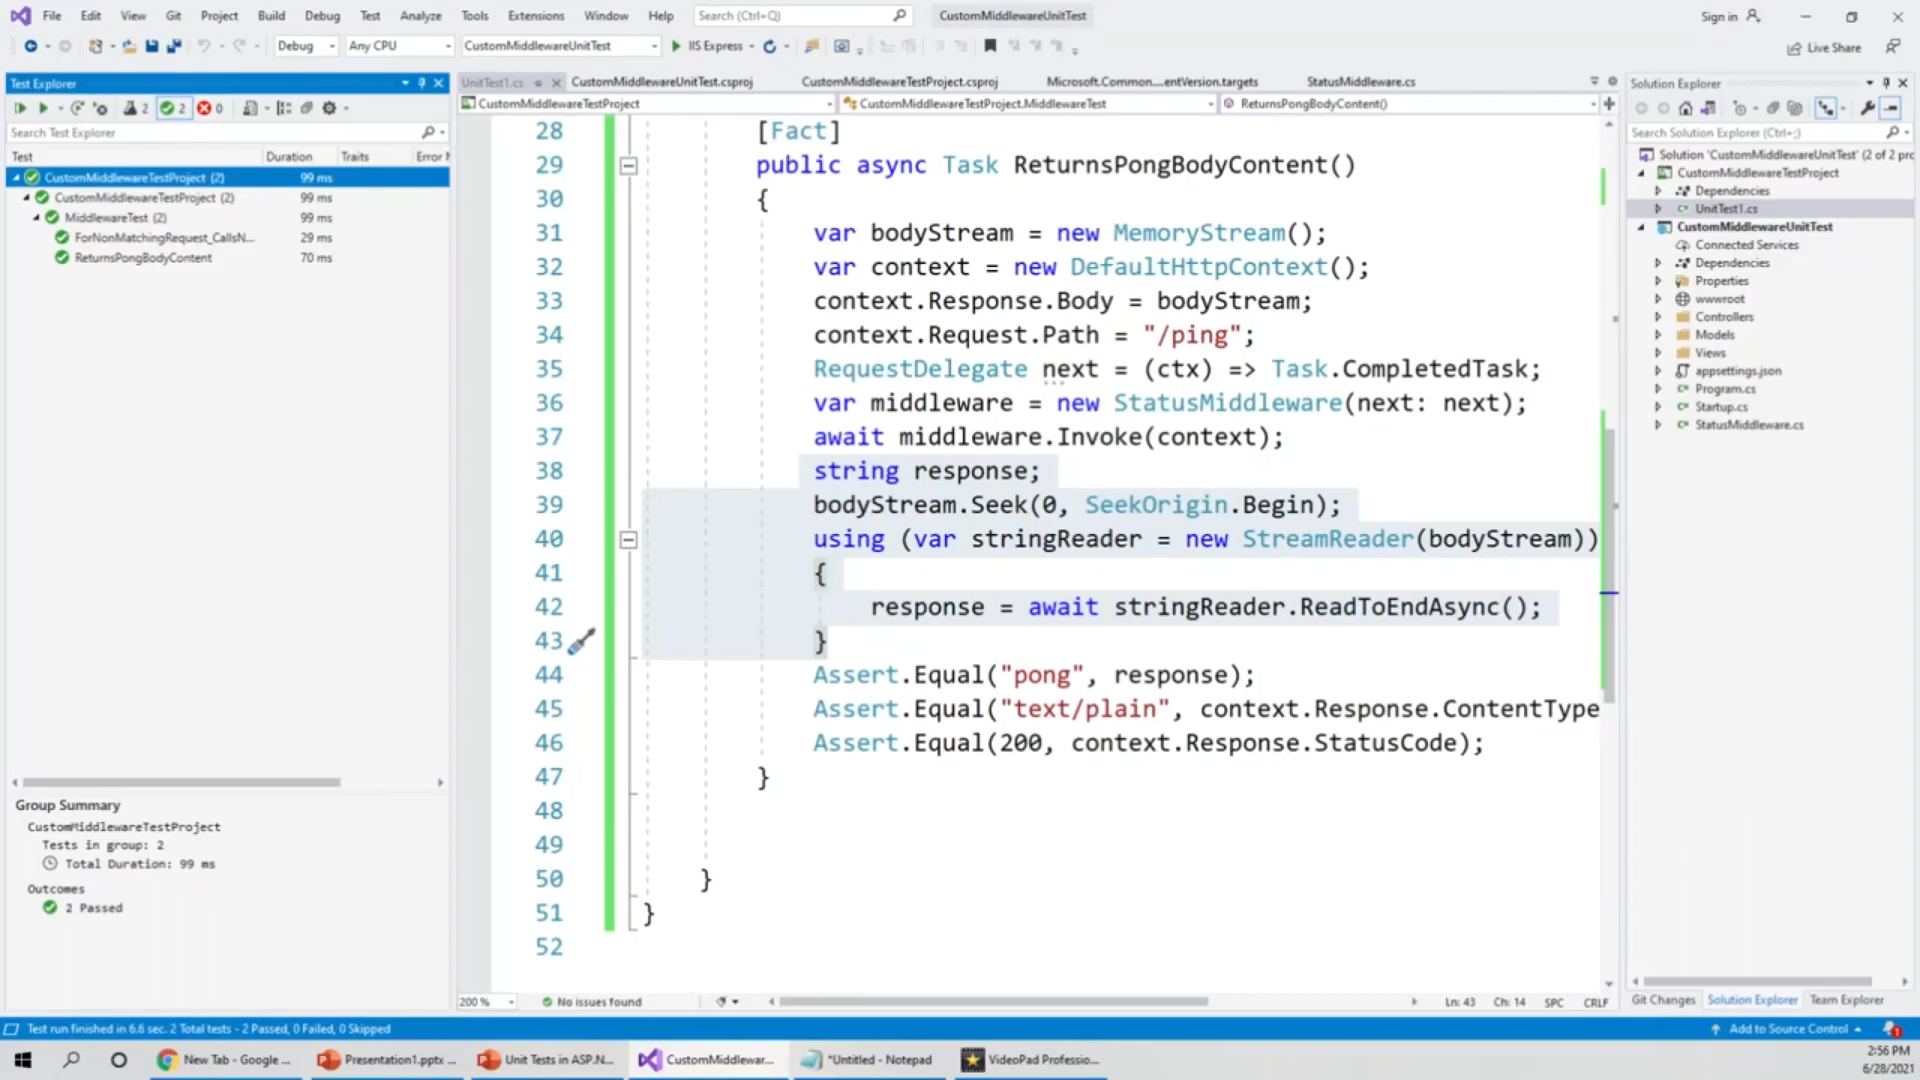 File Edit View Git Project Build Debug Test Analyze Tools Extensions Window Help Search (Ctrl+Q) CustomMiddlewareUnitTest Sign in
Debug Any CPU CustomMiddlewareUnitTest IIS Express Live Share
Test Explorer
2 2 0
Search Test Explorer
Test Duration Traits Error
CustomMiddlewareTestProject (2) 99 ms
CustomMiddlewareTestProject (2) 99 ms
MiddlewareTest (2) 99 ms
ForNonMatchingRequest_CallsN... 29 ms
ReturnsPongBodyContent 70 ms
Group Summary
CustomMiddlewareTestProject
Tests in group: 2
Total Duration: 99 ms
Outcomes
2 Passed
UnitTest1.cs CustomMiddlewareUnitTest.csproj CustomMiddlewareTestProject.csproj Microsoft.Common....entVersion.targets StatusMiddleware.cs
CustomMiddlewareTestProject CustomMiddlewareTestProject.MiddlewareTest ReturnsPongBodyContent()
28 [Fact]
29 public async Task ReturnsPongBodyContent()
30 {
31 var bodyStream = new MemoryStream();
32 var context = new DefaultHttpContext();
33 context.Response.Body = bodyStream;
34 context.Request.Path = "/ping";
35 RequestDelegate next = (ctx) => Task.CompletedTask;
36 var middleware = new StatusMiddleware(next: next);
37 await middleware.Invoke(context);
38 string response;
39 bodyStream.Seek(0, SeekOrigin.Begin);
40 using (var stringReader = new StreamReader(bodyStream))
41 {
42 response = await stringReader.ReadToEndAsync();
43 }
44 Assert.Equal("pong", response);
45 Assert.Equal("text/plain", context.Response.ContentType
46 Assert.Equal(200, context.Response.StatusCode);
47 }
48
49
50 }
51 }
52
200 % No issues found Ln: 43 Ch: 14 SPC CRLF
Solution Explorer
Search Solution Explorer (Ctrl+;)
Solution 'CustomMiddlewareUnitTest' (2 of 2 pro
CustomMiddlewareTestProject
Dependencies
UnitTest1.cs
CustomMiddlewareUnitTest
Connected Services
Dependencies
Properties
wwwroot
Controllers
Models
Views
appsettings.json
Program.cs
Startup.cs
StatusMiddleware.cs
Git Changes Solution Explorer Team Explorer
Test run finished in 6.6 sec. 2 Total tests - 2 Passed, 0 Failed, 0 Skipped Add to Source Control 1
New Tab - Google ... Presentation1.pptx ... Unit Tests in ASP.N... CustomMiddlewar... *Untitled - Notepad VideoPad Professio...
2:56 PM
6/28/2021